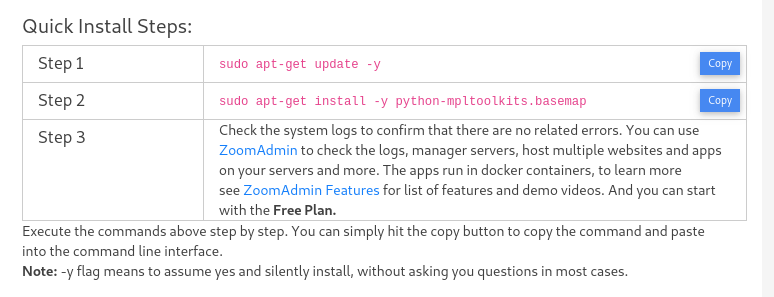 Quick Install Steps:
Step 1 sudo apt-get update -y Copy
Step 2 sudo apt-get install -y python-mpltoolkits.basemap Copy
Step 3 Check the system logs to confirm that there are no related errors. You can use
ZoomAdmin to check the logs, manager servers, host multiple websites and apps
on your servers and more. The apps run in docker containers, to learn more
see ZoomAdmin Features for list of features and demo videos. And you can start
with the Free Plan.
Execute the commands above step by step. You can simply hit the copy button to copy the command and paste
into the command line interface.
Note: -y flag means to assume yes and silently install, without asking you questions in most cases.